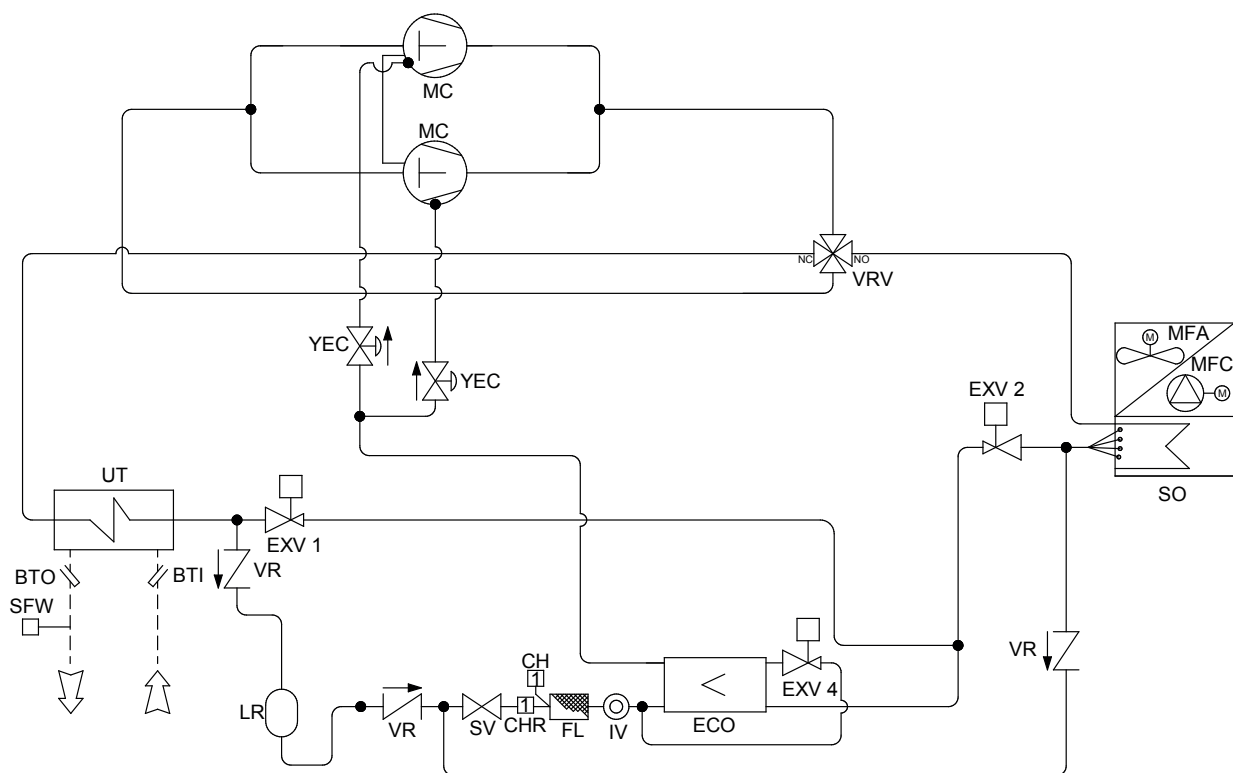 MC
MC
NC
NO
VRV
YEC
YEC
M
MFA
MFC
M
EXV 2
SO
UT
EXV 1
BTO
BTI
VR
SFW
CH
1
EXV 4
VR
LR
VR
SV
1
CHR
FL
IV
ECO